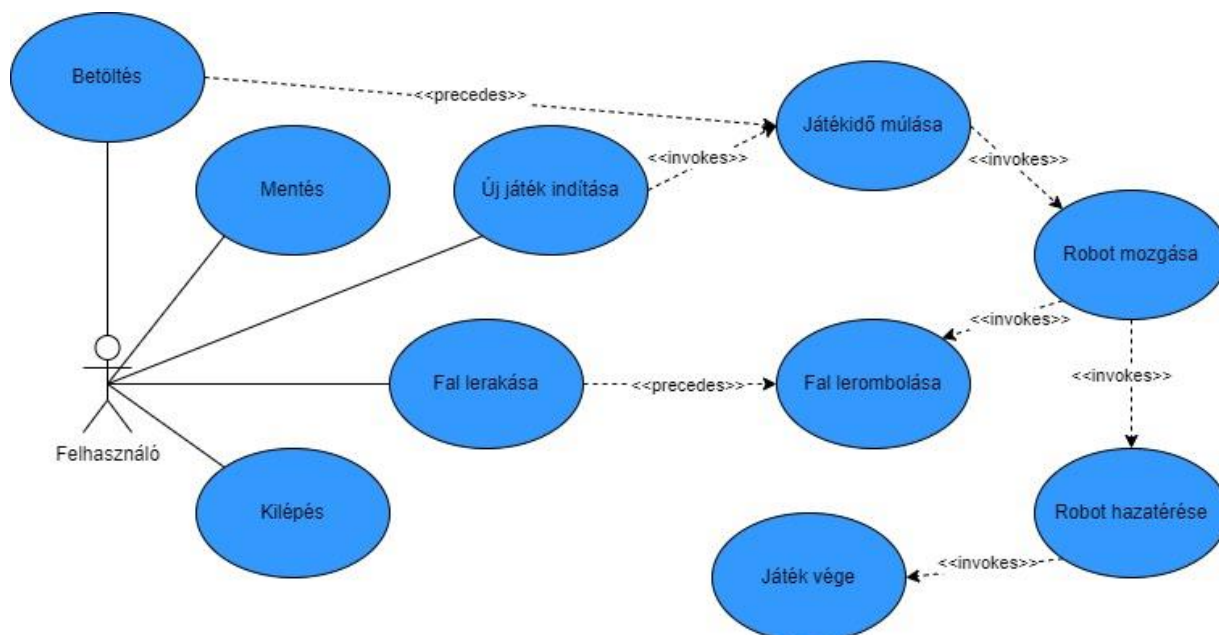 Betöltés
<<precedes>>
Játékidő múlása
<<invokes>>
<<invokes>>
Mentés
Új játék indítása
Robot mozgása
<<invokes>>
Fal lerakása
<<precedes>>
Fal lerombolása
<<invokes>>
Felhasználó
Kilépés
Robot hazatérése
<<invokes>>
Játék vége